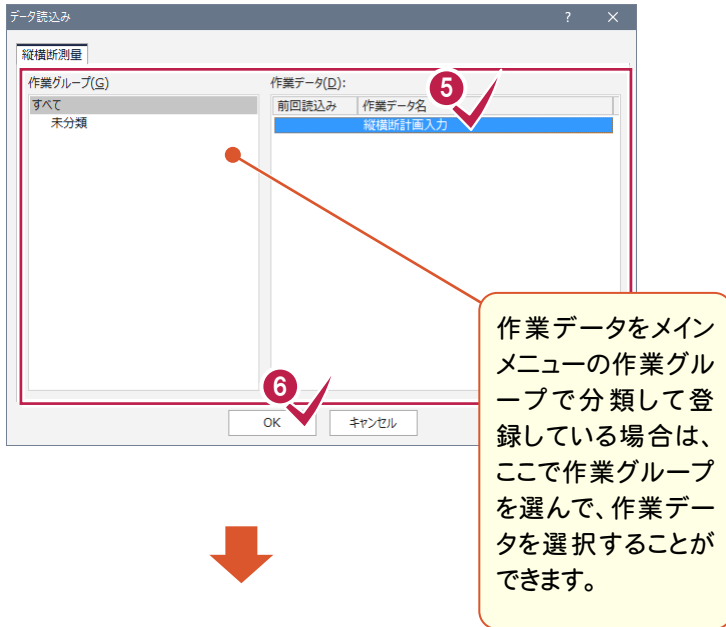 データ読込み ? ×
縦横断測量
作業グループ(G)
すべて
未分類
作業データ(D):
前回読込み 作業データ名
縦横断計画入力
5
6
OK キャンセル
作業データをメイン
メニューの作業グル
ープで分類して登
録している場合は、
ここで作業グループ
を選んで、作業デー
タを選択することが
できます。